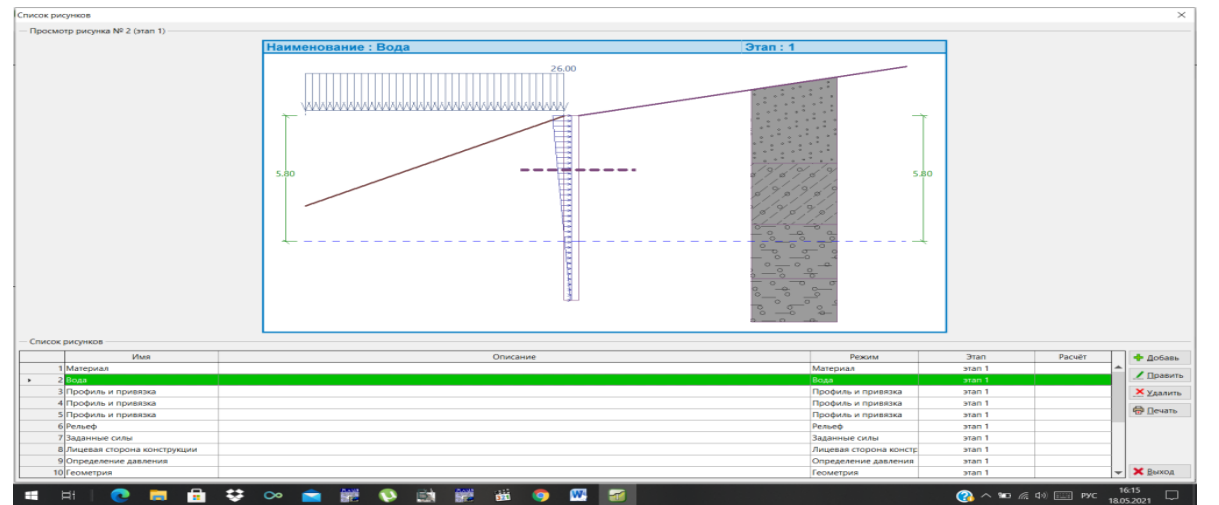 Список рисунков
Просмотр рисунка № 2 (этап 1)
Наименование : Вода Этап : 1
26.00
5.80 5.80
Список рисунков
Имя Описание Режим Этап Расчёт
1 Материал Материал этап 1
2 Вода Вода этап 1
3 Профиль и привязка Профиль и привязка этап 1
4 Профиль и привязка Профиль и привязка этап 1
5 Профиль и привязка Профиль и привязка этап 1
6 Рельеф Рельеф этап 1
7 Заданные силы Заданные силы этап 1
8 Лицевая сторона конструкции Лицевая сторона констр этап 1
9 Определение давления Определение давления этап 1
10 Геометрия Геометрия этап 1
Добавь
Править
Удалить
Печать
Выход
РУС
16:15
18.05.2021